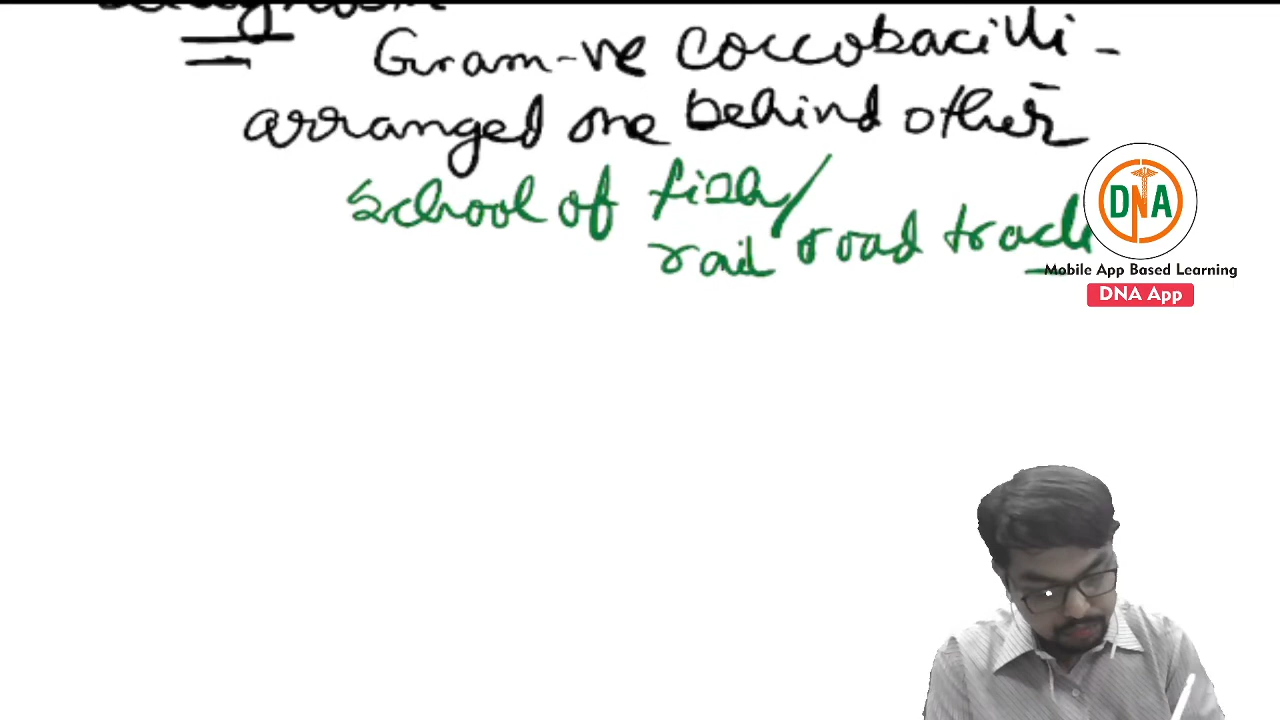 Gram-ve coccobacilli -
arranged one behind other
school of fish/
rail road track
DNA
Mobile App Based Learning
DNA App